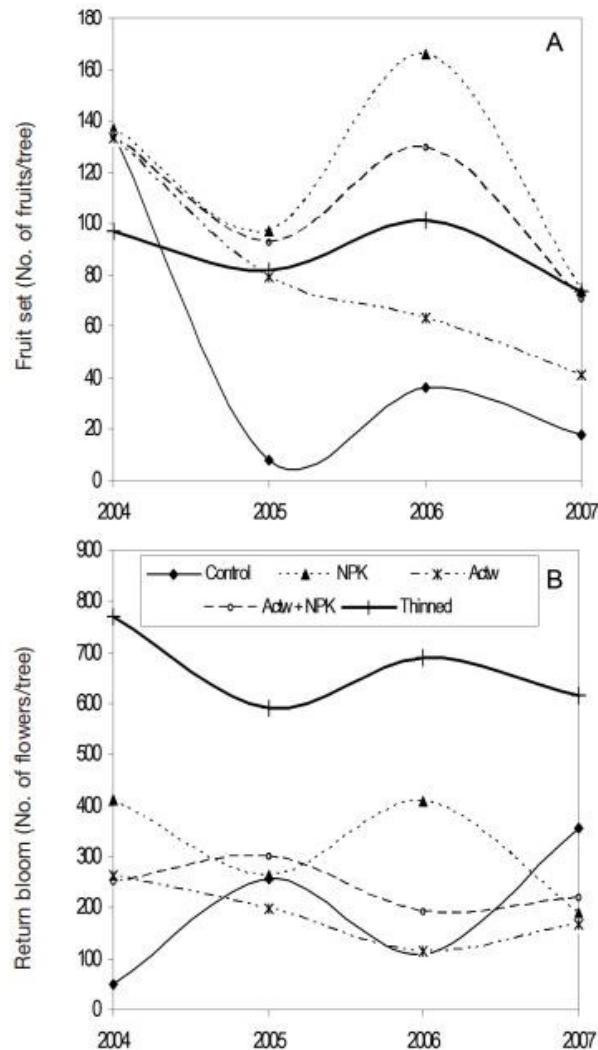 180
160
140
120
100
80
60
40
20
0
Fruit set (No. of fruits/tree)
A
2004 2005 2006 2007
900
800
700
600
500
400
300
200
100
0
Return bloom (No. of flowers/tree)
Control NPK Actw B
Actw + NPK Thinned
2004 2005 2006 2007